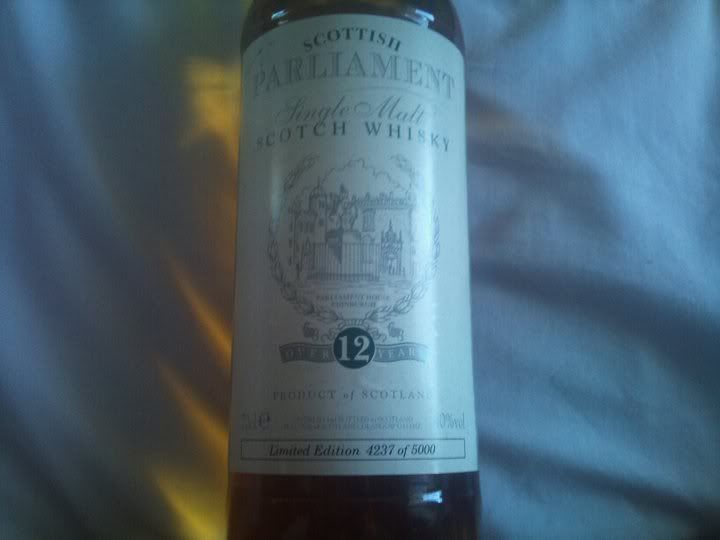 SCOTTISH
PARLIAMENT
Single Malt
SCOTCH WHISKY
PARLIAMENT HOUSE
EDINBURGH
OVER 12 YEARS
PRODUCT of SCOTLAND
Limited Edition 4237 of 5000